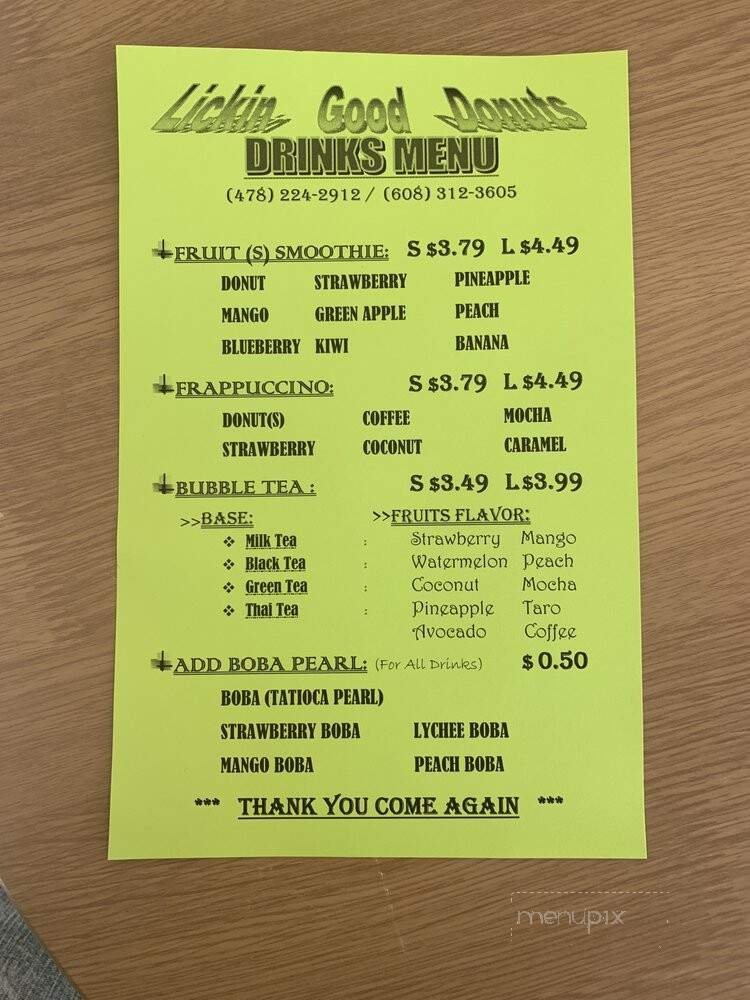 Lickin Good Donuts
DRINKS MENU
(478) 224-2912 / (608) 312-3605
FRUIT (S) SMOOTHIE: S $3.79 L $4.49
DONUT STRAWBERRY PINEAPPLE
MANGO GREEN APPLE PEACH
BLUEBERRY KIWI BANANA
FRAPPUCCINO: S $3.79 L $4.49
DONUT(S) COFFEE MOCHA
STRAWBERRY COCONUT CARAMEL
BUBBLE TEA : S $3.49 L $3.99
>>BASE: >>FRUITS FLAVOR:
❖ Milk Tea : Strawberry Mango
❖ Black Tea : Watermelon Peach
❖ Green Tea : Coconut Mocha
❖ Thai Tea : Pineapple Taro
Avocado Coffee
ADD BOBA PEARL: (For All Drinks) $ 0.50
BOBA (TATIOCA PEARL)
STRAWBERRY BOBA LYCHEE BOBA
MANGO BOBA PEACH BOBA
*** THANK YOU COME AGAIN ***
menupix